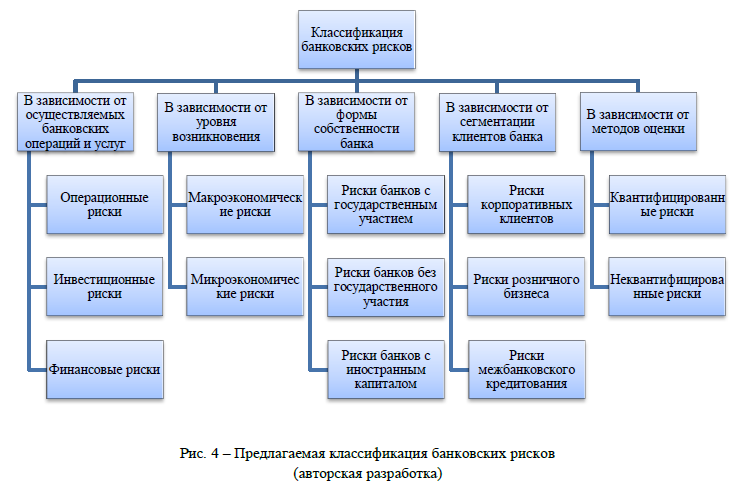 Классификация
банковских рисков
В зависимости от
осуществляемых
банковских
операций и услуг
В зависимости от
уровня
возникновения
В зависимости от
формы
собственности
банка
В зависимости от
сегментации
клиентов банка
В зависимости от
методов оценки
Операционные
риски
Макроэкономическ
ие риски
Риски банков с
государственным
участием
Риски
корпоративных
клиентов
Квантифицированн
ые риски
Инвестиционные
риски
Микроэкономическ
ие риски
Риски банков без
государственного
участия
Риски розничного
бизнеса
Неквантифицирова
нные риски
Финансовые риски
Риски банков с
иностранным
капиталом
Риски
межбанковского
кредитования
Рис. 4 – Предлагаемая классификация банковских рисков
(авторская разработка)